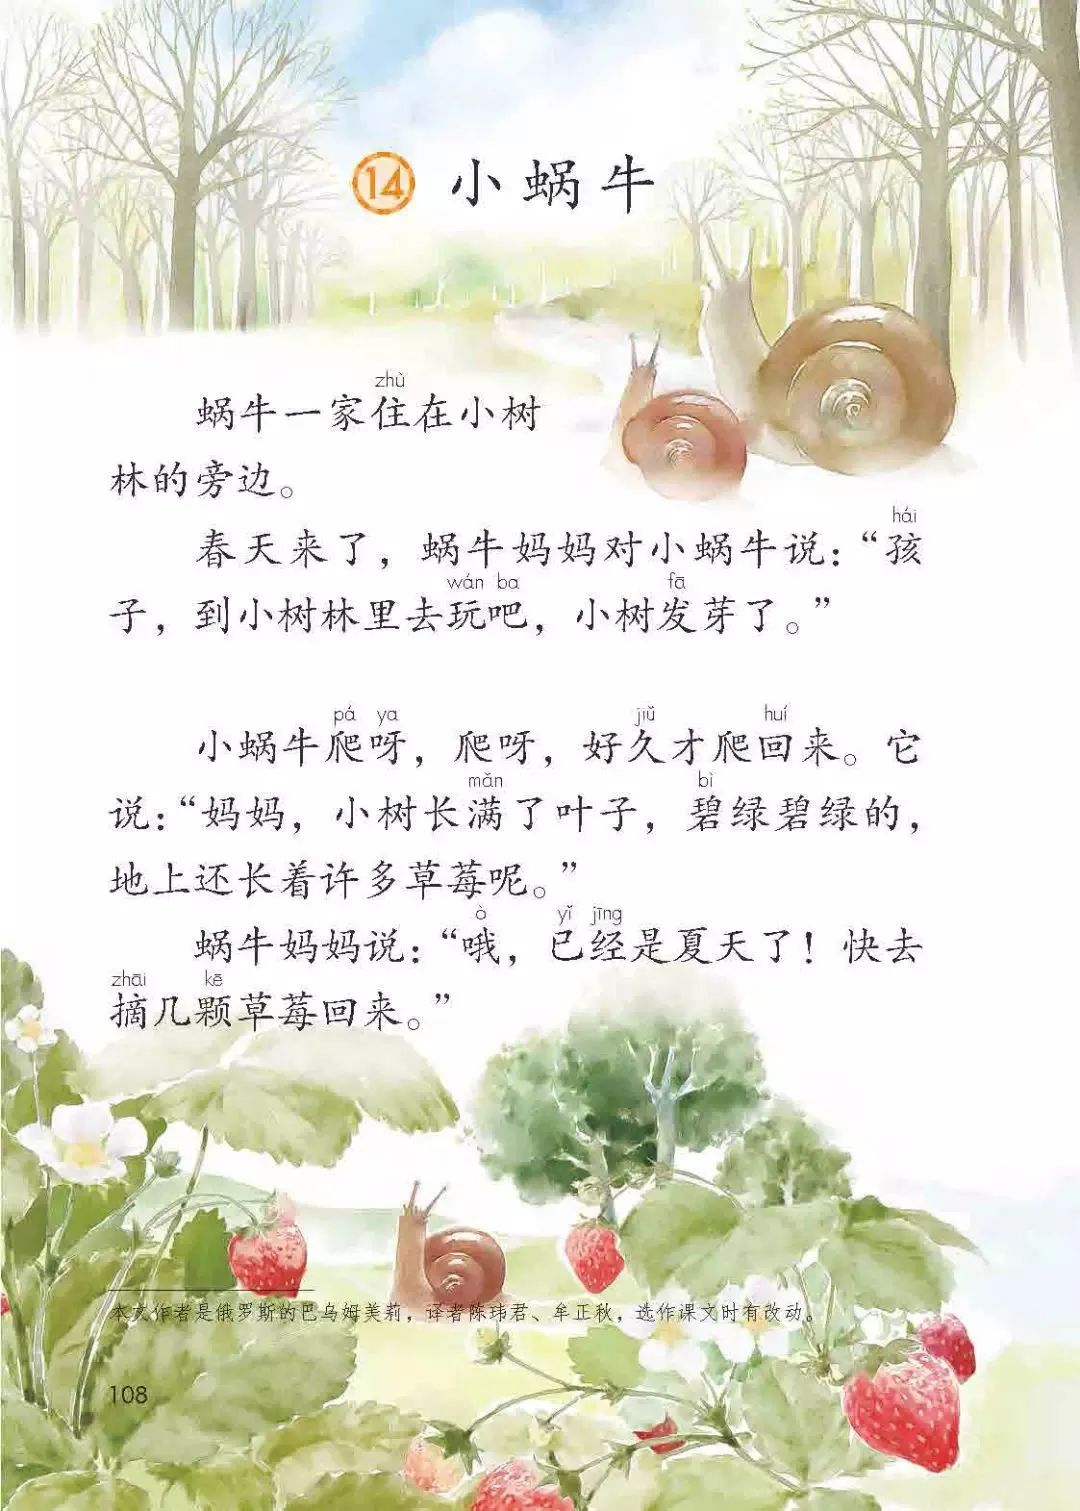 14 小蜗牛
zhù
蜗牛一家住在小树
林的旁边。
hái
春天来了，蜗牛妈妈对小蜗牛说：“孩
wán ba fā
子，到小树林里去玩吧，小树发芽了。”
pá ya jiǔ huí
小蜗牛爬呀，爬呀，好久才爬回来。它
mǎn bì
说：“妈妈，小树长满了叶子，碧绿碧绿的，
地上还长着许多草莓呢。”
ò yǐ jīng
蜗牛妈妈说：“哦，已经是夏天了！快去
zhāi kē
摘几颗草莓回来。”
本文作者是俄罗斯的巴乌姆美莉，译者陈玮君、牟正秋，选作课文时有改动。
108